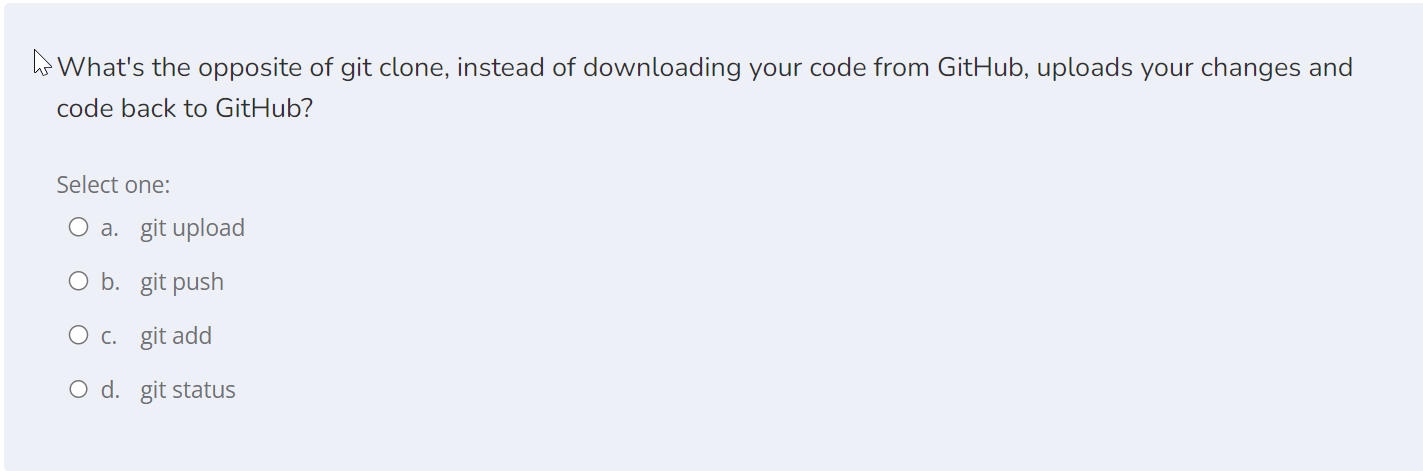 What's the opposite of git clone, instead of downloading your code from GitHub, uploads your changes and
code back to GitHub?
Select one:
a. git upload
b. git push
c. git add
d. git status